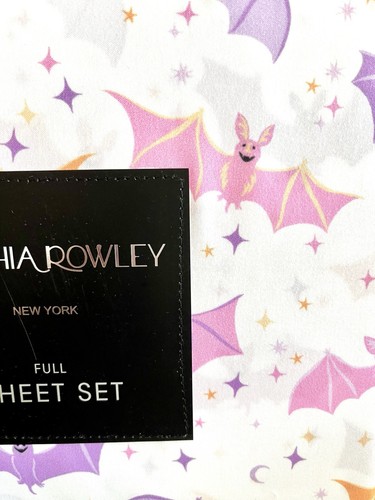 HIA ROWLEY
NEW YORK
FULL
HEET SET